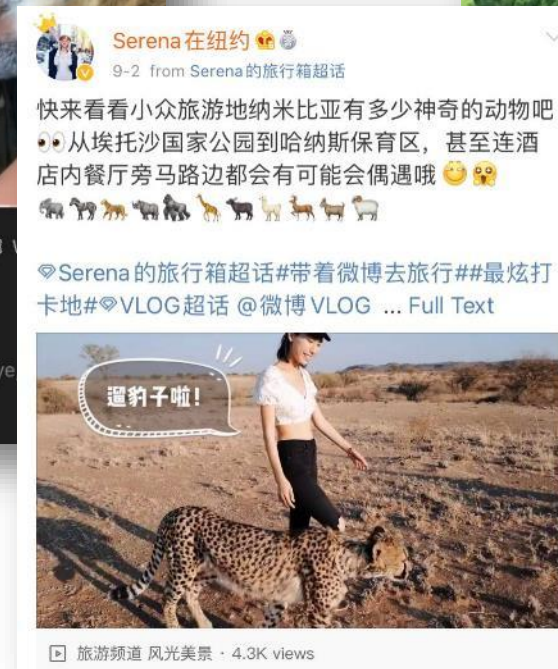 Serena在纽约
9-2 from Serena的旅行箱超话
快来看看小众旅游地纳米比亚有多少神奇的动物吧
👀从埃托沙国家公园到哈纳斯保育区，甚至连酒
店内餐厅旁马路边都会有可能会偶遇哦
Serena的旅行箱超话#带着微博去旅行##最炫打
卡地#VLOG超话 @微博VLOG ... Full Text
遛豹子啦！
旅游频道 风光美景 · 4.3K views